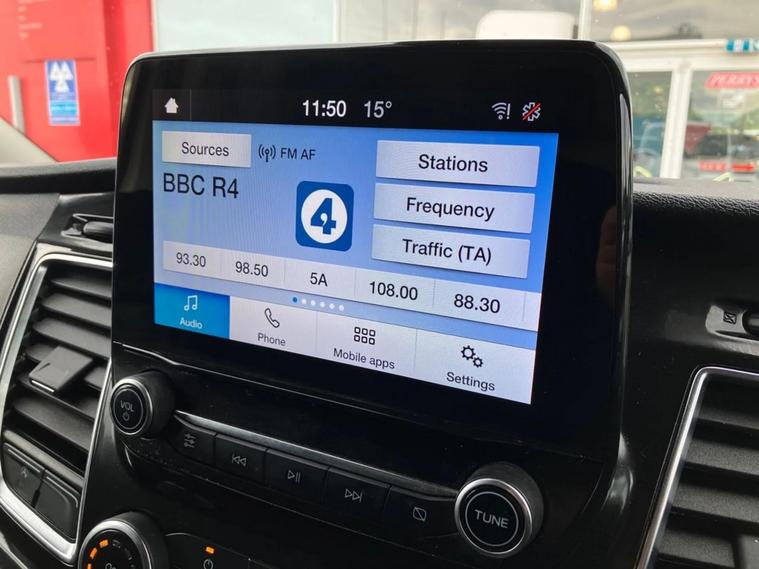 11:50 15°
Sources FM AF
BBC R4
4
Stations
Frequency
Traffic (TA)
93.30 98.50 5A 108.00 88.30
Audio Phone Mobile apps Settings
VOL
TUNE
PERRYS